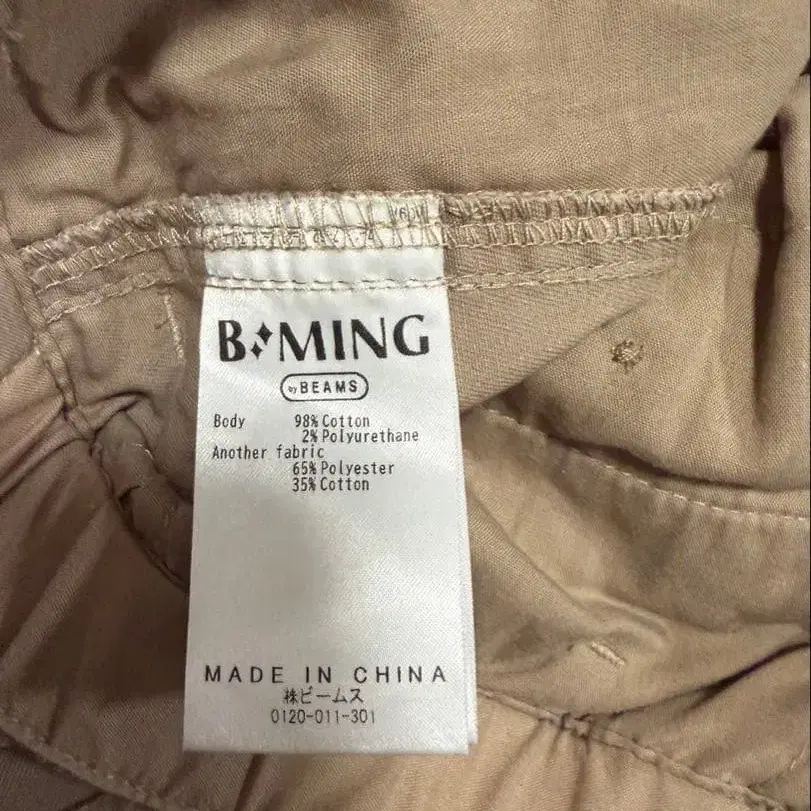 B MING
by BEAMS
Body 98% Cotton
2% Polyurethane
Another fabric
65% Polyester
35% Cotton
MADE IN CHINA
㈱ビームス
0120-011-301